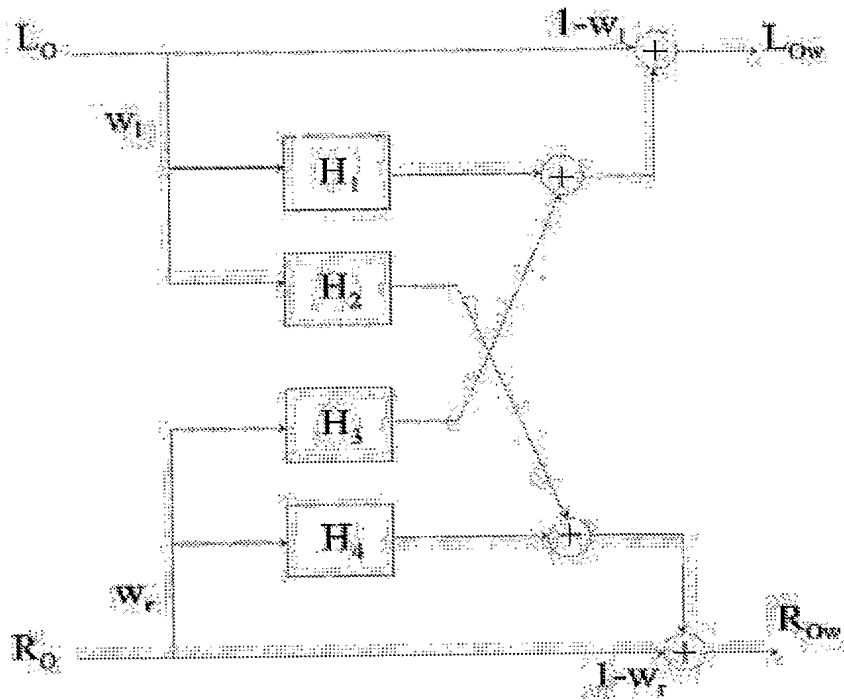 L_O 1-w_l + L_Ow
w_l
H_1 +
H_2
H_3
H_4 +
w_r
R_O + R_Ow
1-w_r